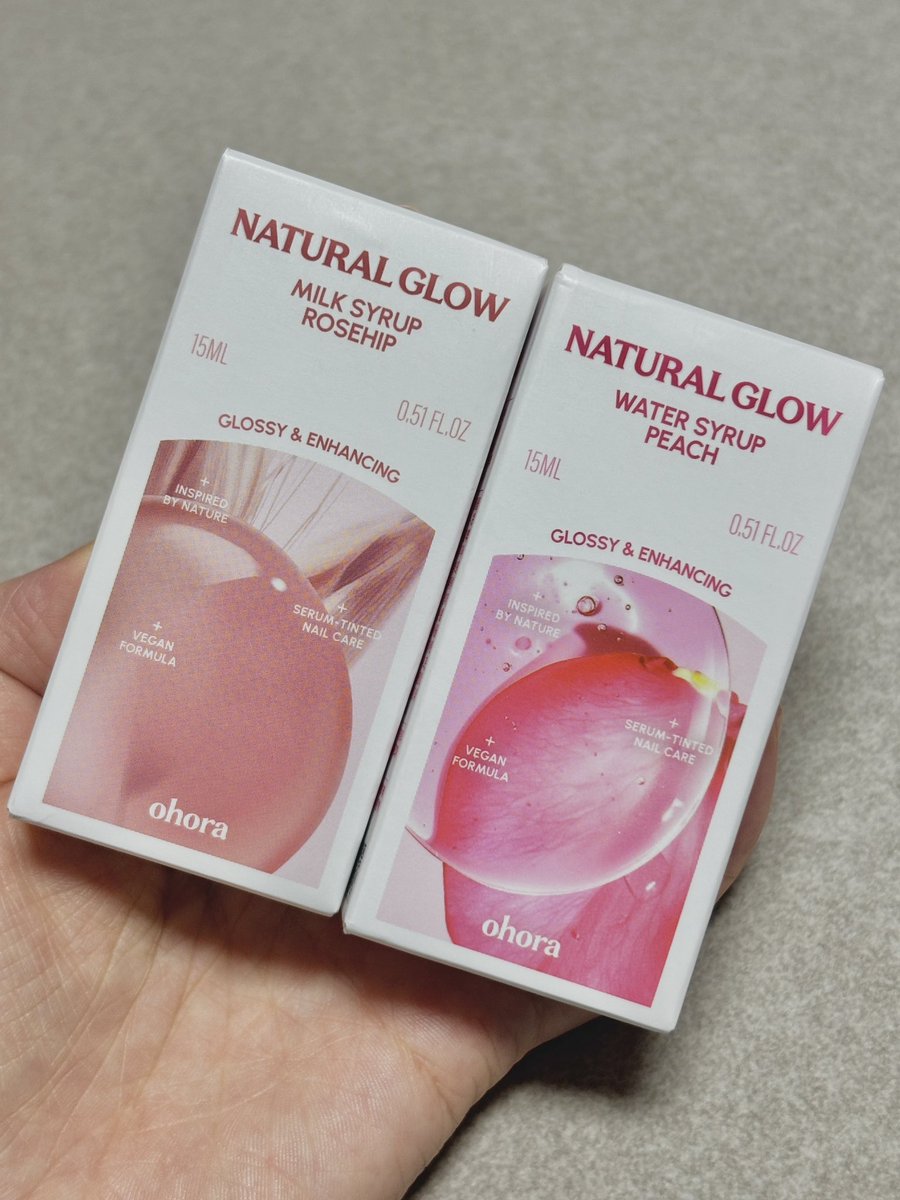 NATURAL GLOW
MILK SYRUP
ROSEHIP
15ML
0.51 FL.OZ
GLOSSY & ENHANCING
+
INSPIRED
BY NATURE
+
SERUM-TINTED
NAIL CARE
+
VEGAN
FORMULA
ohora
NATURAL GLOW
WATER SYRUP
PEACH
15ML
0.51 FL.OZ
GLOSSY & ENHANCING
+
INSPIRED
BY NATURE
+
SERUM-TINTED
NAIL CARE
+
VEGAN
FORMULA
ohora